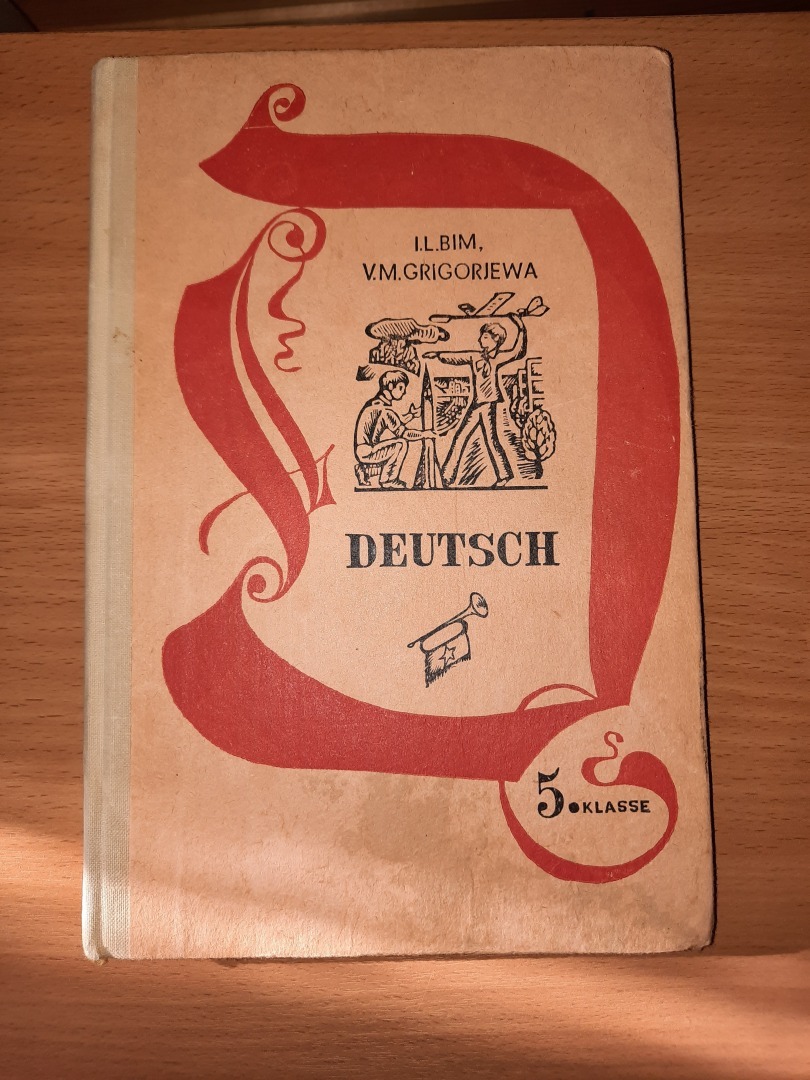 I.L.BIM,
V.M.GRIGORJEWA
DEUTSCH
5.KLASSE